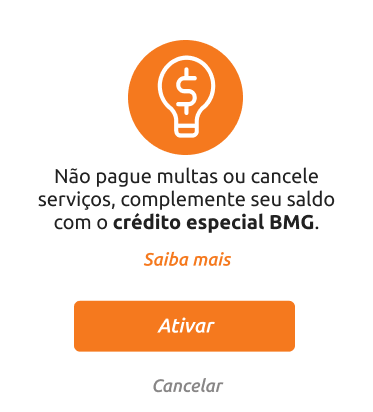 Não pague multas ou cancele
serviços, complemente seu saldo
com o crédito especial BMG.
Saiba mais
Ativar
Cancelar